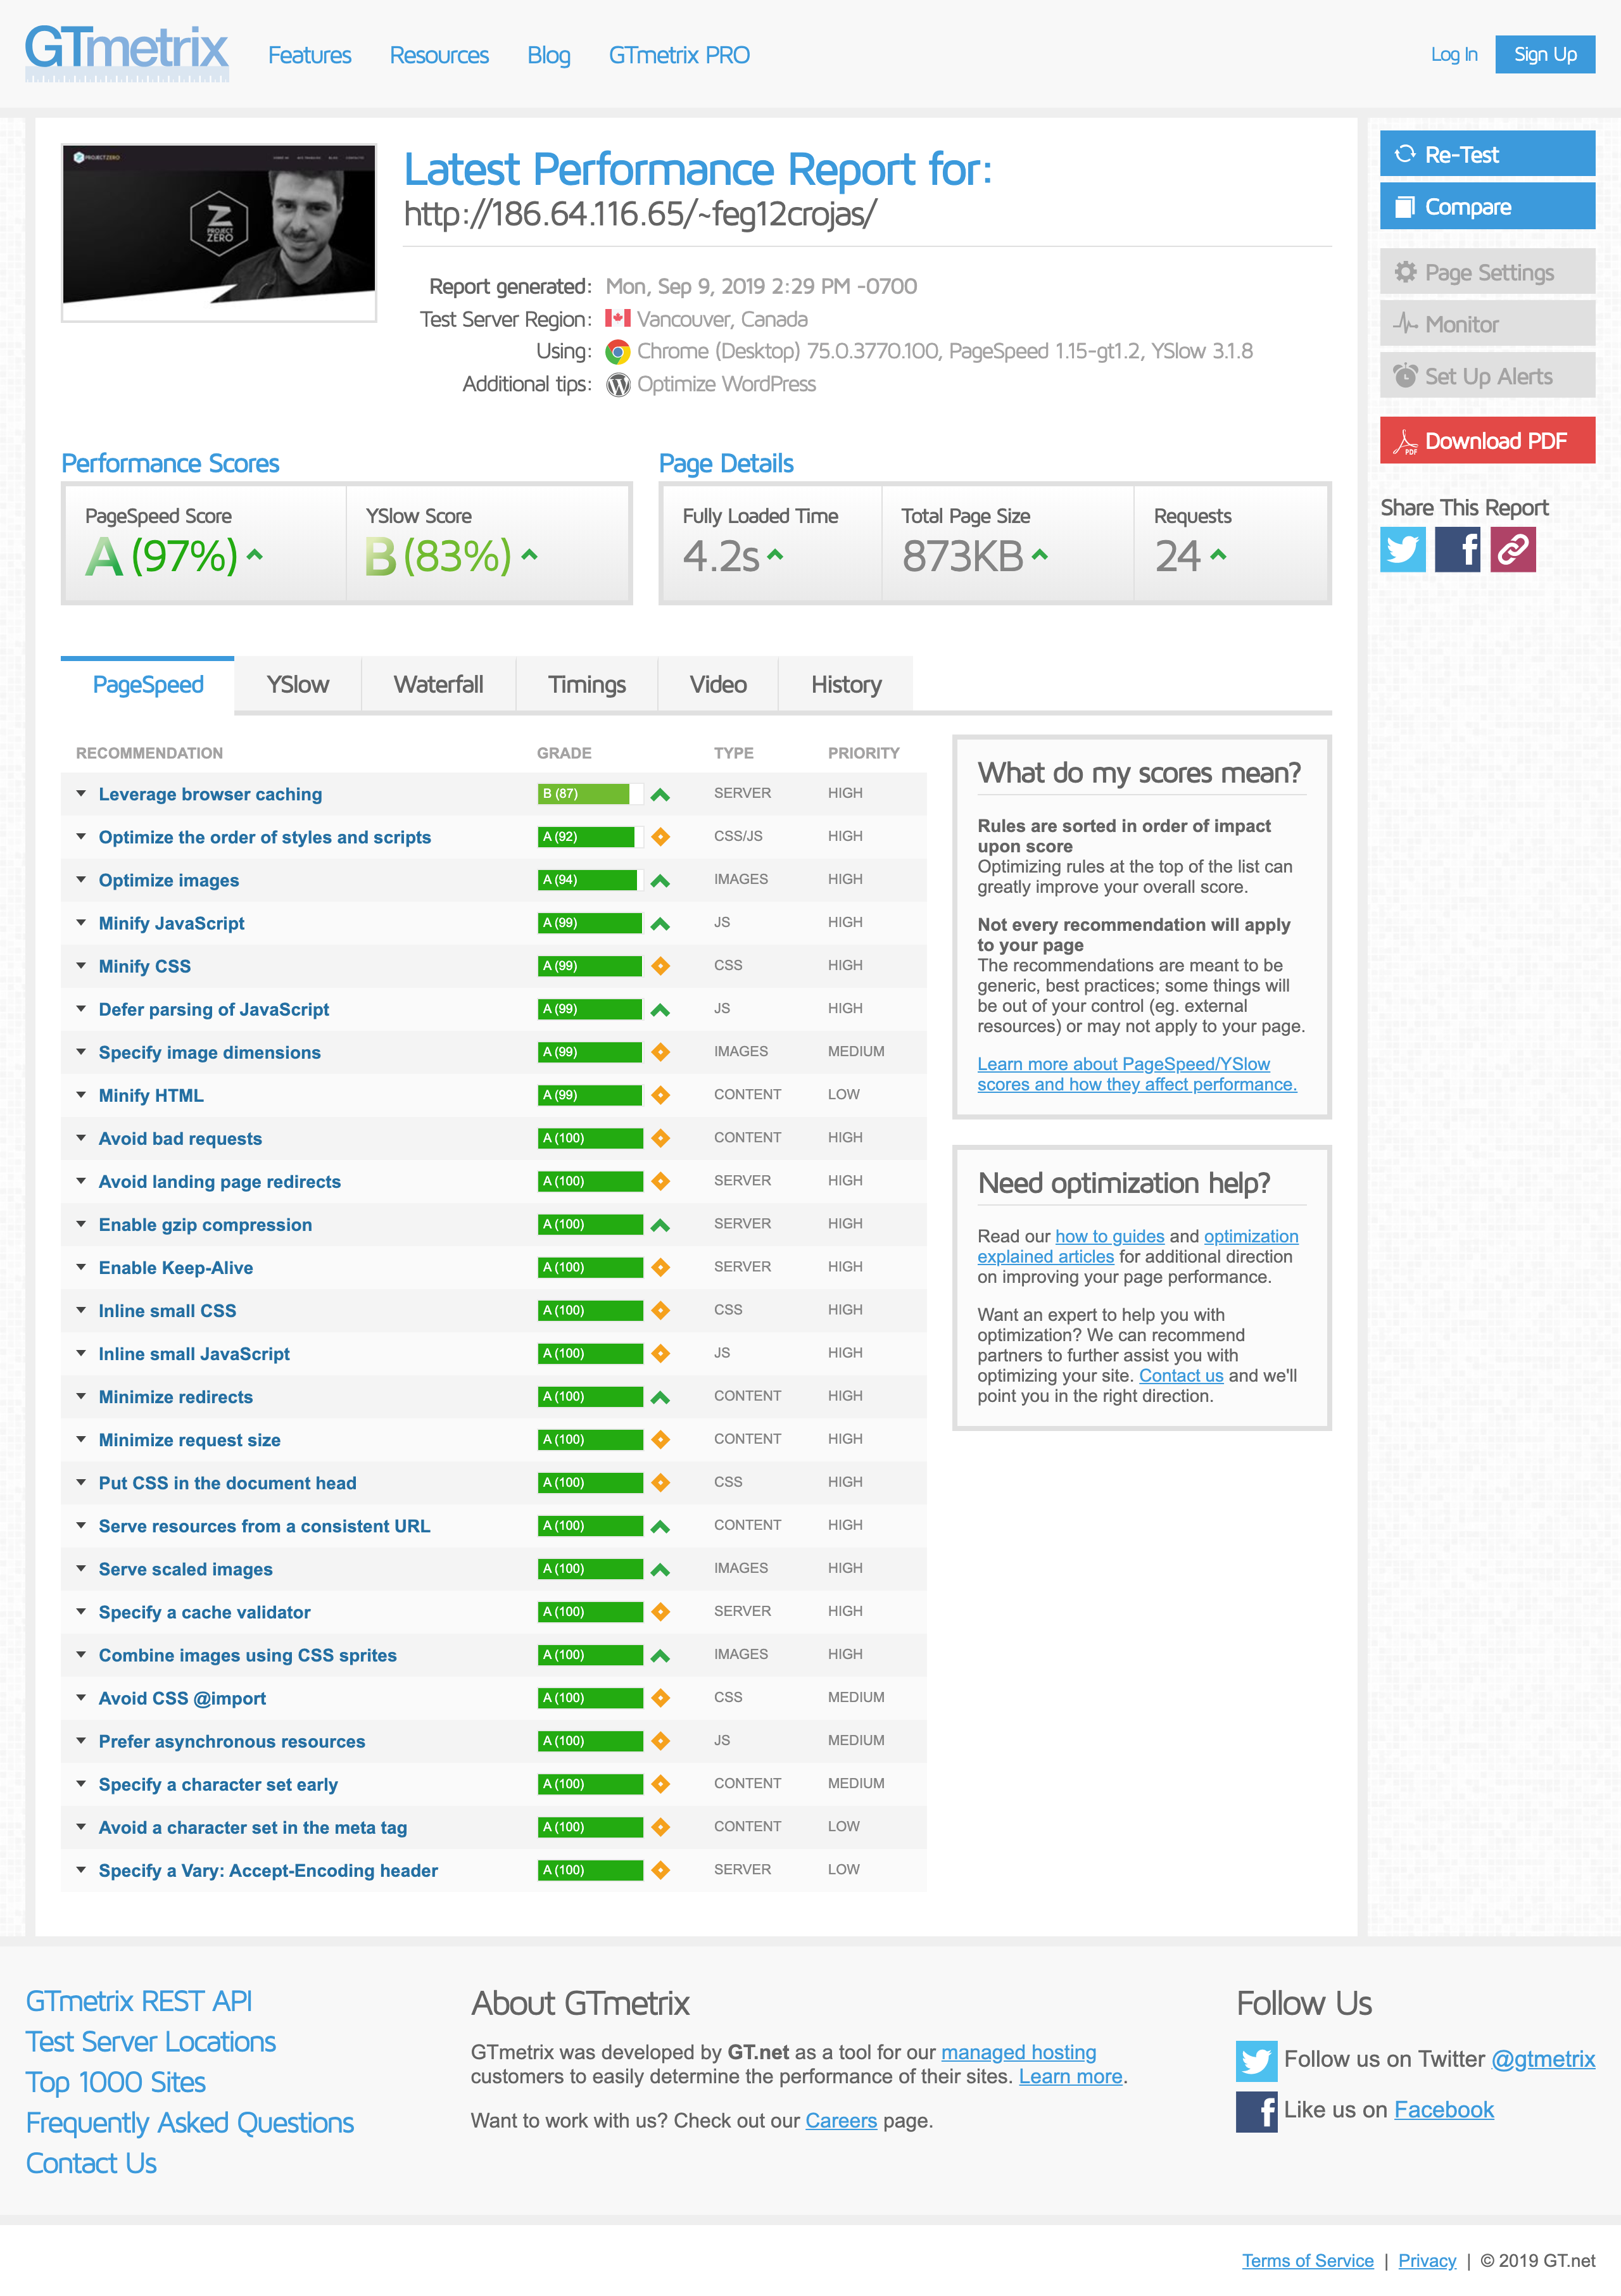 GTmetrix
Features
Resources
Blog
GTmetrix PRO
Log In
Sign Up
PROJECT ZERO
Z
PROJECT
ZERO
Latest Performance Report for:
http://186.64.116.65/~feg12crojas/
Report generated: Mon, Sep 9, 2019 2:29 PM -0700
Test Server Region: Vancouver, Canada
Using: Chrome (Desktop) 75.0.3770.100, PageSpeed 1.15-gt1.2, YSlow 3.1.8
Additional tips: Optimize WordPress
Re-Test
Compare
Page Settings
Monitor
Set Up Alerts
Download PDF
Share This Report
Performance Scores
PageSpeed Score
A (97%)
YSlow Score
B (83%)
Page Details
Fully Loaded Time
4.2s
Total Page Size
873KB
Requests
24
PageSpeed
YSlow
Waterfall
Timings
Video
History
RECOMMENDATION GRADE TYPE PRIORITY
Leverage browser caching B (87) SERVER HIGH
Optimize the order of styles and scripts A (92) CSS/JS HIGH
Optimize images A (94) IMAGES HIGH
Minify JavaScript A (99) JS HIGH
Minify CSS A (99) CSS HIGH
Defer parsing of JavaScript A (99) JS HIGH
Specify image dimensions A (99) IMAGES MEDIUM
Minify HTML A (99) CONTENT LOW
Avoid bad requests A (100) CONTENT HIGH
Avoid landing page redirects A (100) SERVER HIGH
Enable gzip compression A (100) SERVER HIGH
Enable Keep-Alive A (100) SERVER HIGH
Inline small CSS A (100) CSS HIGH
Inline small JavaScript A (100) JS HIGH
Minimize redirects A (100) CONTENT HIGH
Minimize request size A (100) CONTENT HIGH
Put CSS in the document head A (100) CSS HIGH
Serve resources from a consistent URL A (100) CONTENT HIGH
Serve scaled images A (100) IMAGES HIGH
Specify a cache validator A (100) SERVER HIGH
Combine images using CSS sprites A (100) IMAGES HIGH
Avoid CSS @import A (100) CSS MEDIUM
Prefer asynchronous resources A (100) JS MEDIUM
Specify a character set early A (100) CONTENT MEDIUM
Avoid a character set in the meta tag A (100) CONTENT LOW
Specify a Vary: Accept-Encoding header A (100) SERVER LOW
What do my scores mean?
Rules are sorted in order of impact
upon score
Optimizing rules at the top of the list can
greatly improve your overall score.
Not every recommendation will apply
to your page
The recommendations are meant to be
generic, best practices; some things will
be out of your control (eg. external
resources) or may not apply to your page.
Learn more about PageSpeed/YSlow
scores and how they affect performance.
Need optimization help?
Read our how to guides and optimization
explained articles for additional direction
on improving your page performance.
Want an expert to help you with
optimization? We can recommend
partners to further assist you with
optimizing your site. Contact us and we'll
point you in the right direction.
GTmetrix REST API
Test Server Locations
Top 1000 Sites
Frequently Asked Questions
Contact Us
About GTmetrix
GTmetrix was developed by GT.net as a tool for our managed hosting
customers to easily determine the performance of their sites. Learn more.
Want to work with us? Check out our Careers page.
Follow Us
Follow us on Twitter @gtmetrix
Like us on Facebook
Terms of Service | Privacy | © 2019 GT.net